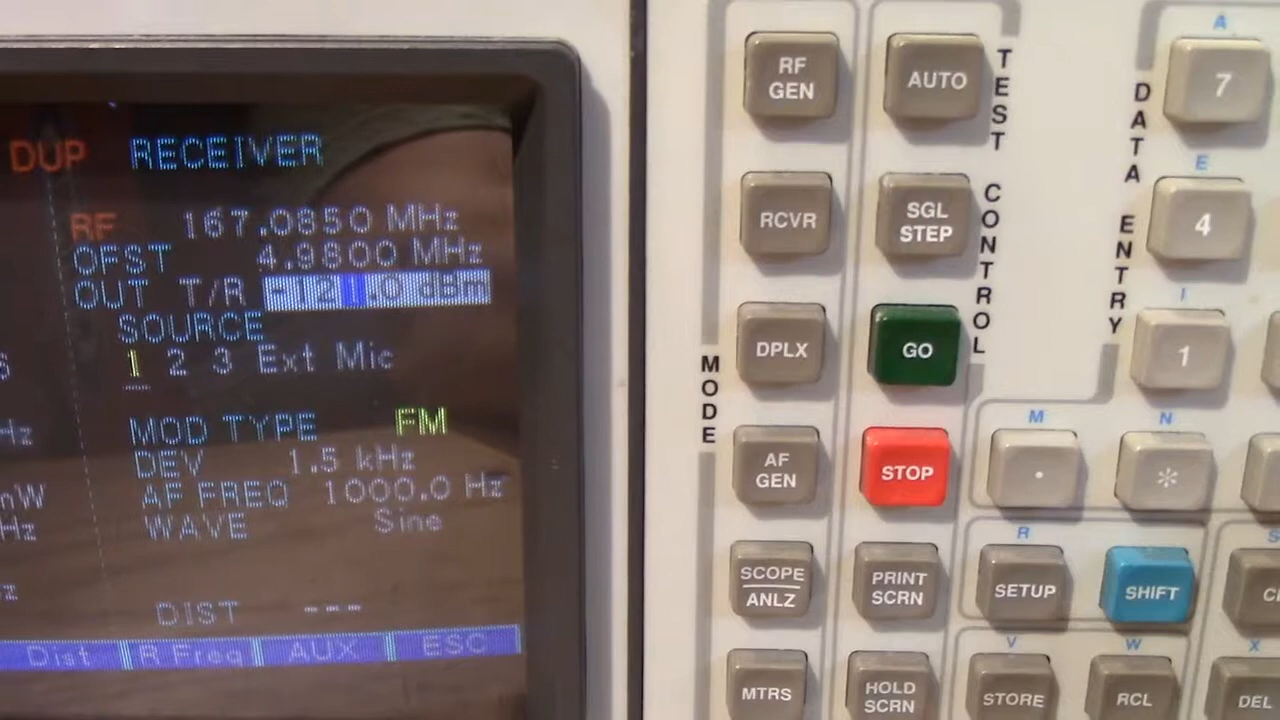 DUP RECEIVER
RF 167.0850 MHz
OFST 4.9800 MHz
OUT T/R
SOURCE
1 2 3 Ext Mic
MOD TYPE FM
Hz
DEV 1.5 kHz
mW
AF FREQ 1000.0 Hz
Hz
WAVE Sine
DIST ---
Dist R Freq AUX ESC
MODE
RF
GEN
RCVR
DPLX
AF
GEN
SCOPE
ANLZ
MTRS
TEST CONTROL
AUTO
SGL
STEP
GO
STOP
PRINT
SCRN
HOLD
SCRN
DATA ENTRY
A
7
E
4
I
1
M
.
N
*
R
SETUP
SHIFT
V
STORE
W
RCL
X
DEL